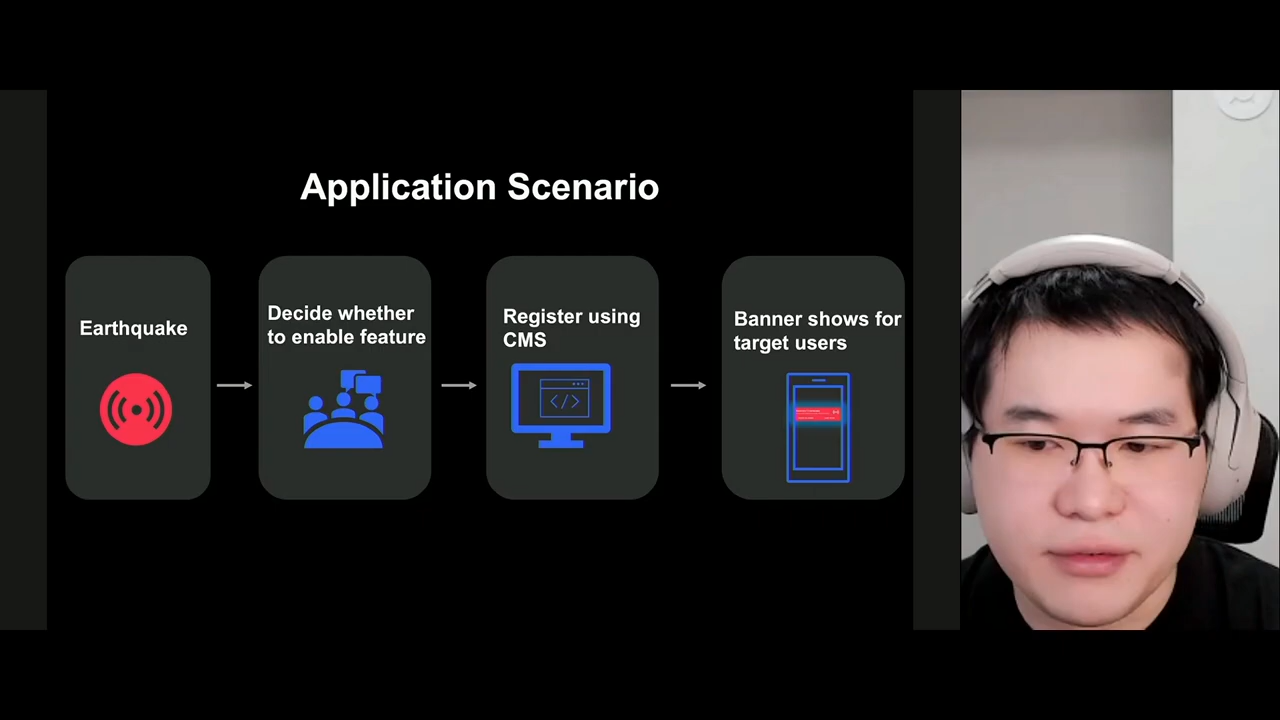 Application Scenario
Earthquake
Decide whether
to enable feature
Register using
CMS
</>
Banner shows for
target users